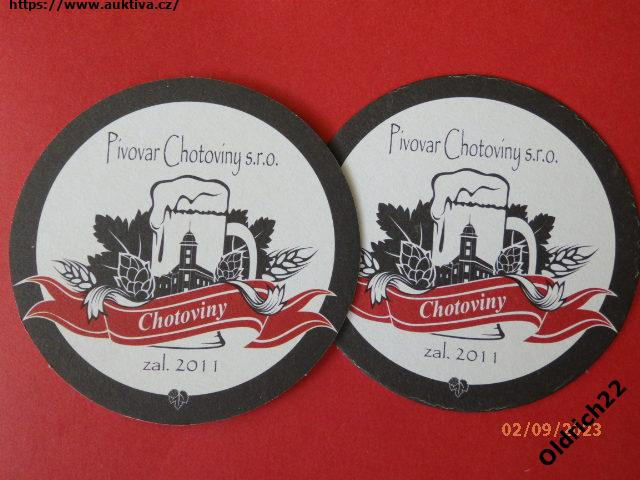 https://www.auktiva.cz/
Pivovar Chotoviny s.r.o.
Chotoviny
zal. 2011
Pivovar Chotoviny s.r.o.
Chotoviny
zal. 2011
02/09/2023
Oldrich22